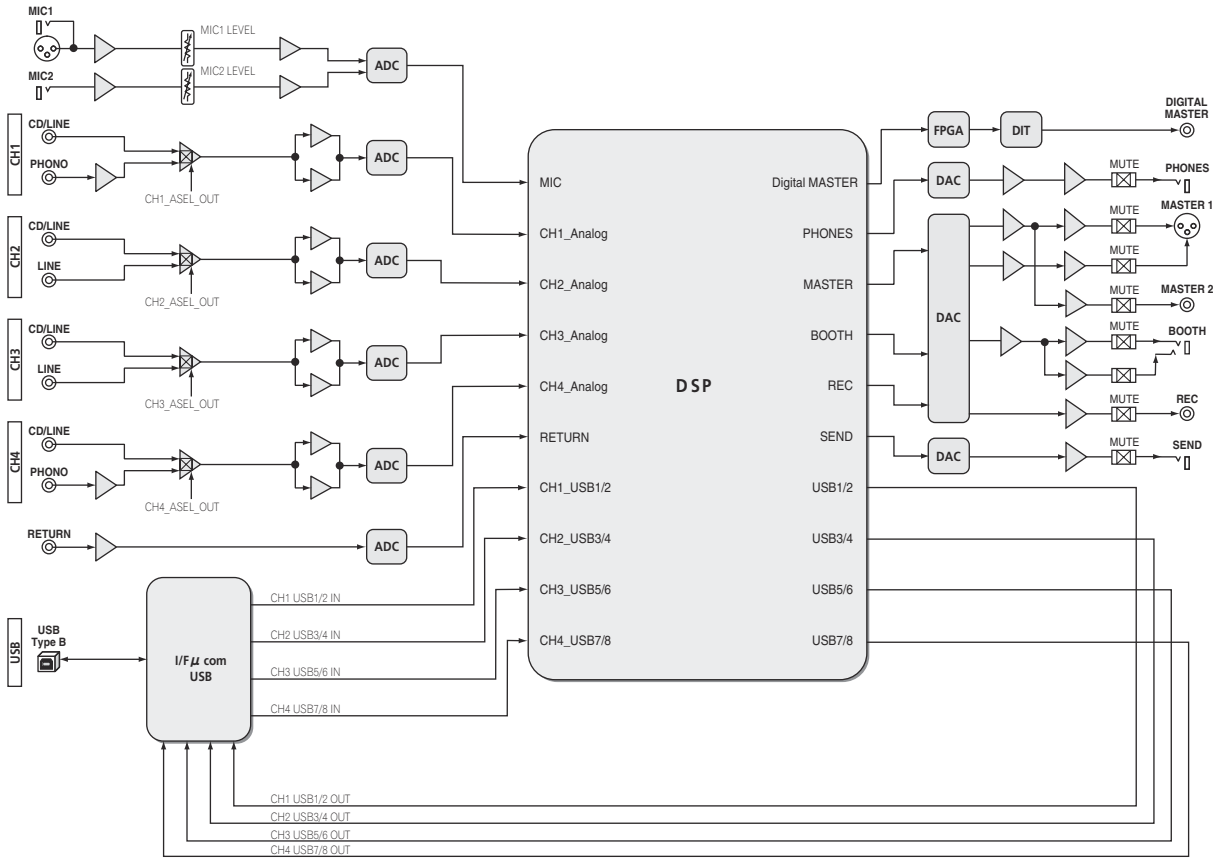 MIC1
MIC1 LEVEL
ADC
MIC2
MIC2 LEVEL
CH1
CD/LINE
PHONO
CH1_ASEL_OUT
ADC
CH2
CD/LINE
LINE
CH2_ASEL_OUT
ADC
CH3
CD/LINE
LINE
CH3_ASEL_OUT
ADC
CH4
CD/LINE
PHONO
CH4_ASEL_OUT
ADC
RETURN
ADC
USB
USB
Type B
I/F μ com
USB
CH1 USB1/2 IN
CH2 USB3/4 IN
CH3 USB5/6 IN
CH4 USB7/8 IN
DSP
MIC
CH1_Analog
CH2_Analog
CH3_Analog
CH4_Analog
RETURN
CH1_USB1/2
CH2_USB3/4
CH3_USB5/6
CH4_USB7/8
Digital MASTER
PHONES
MASTER
BOOTH
REC
SEND
USB1/2
USB3/4
USB5/6
USB7/8
FPGA
DIT
DIGITAL
MASTER
DAC
MUTE
PHONES
DAC
MUTE
MASTER 1
MUTE
MUTE
MASTER 2
MUTE
BOOTH
MUTE
REC
DAC
MUTE
SEND
CH1 USB1/2 OUT
CH2 USB3/4 OUT
CH3 USB5/6 OUT
CH4 USB7/8 OUT